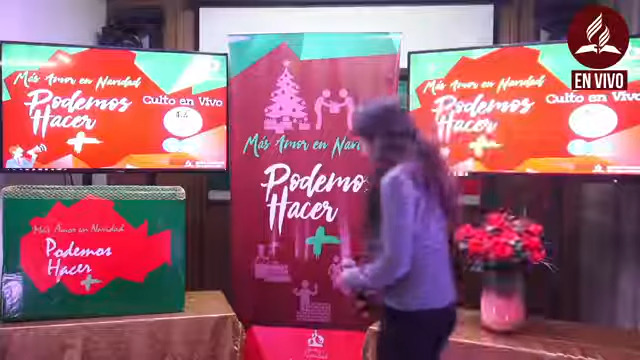 Más Amor en Navidad
Podemos
Hacer
+
Culto en Vivo
Más Amor en Navi
Podemo
Hacer
+
Más Amor en Navidad
Podemos
Hacer
+
Culto en Vivo
EN VIVO
Más Amor en Navidad
Podemos
Hacer
+